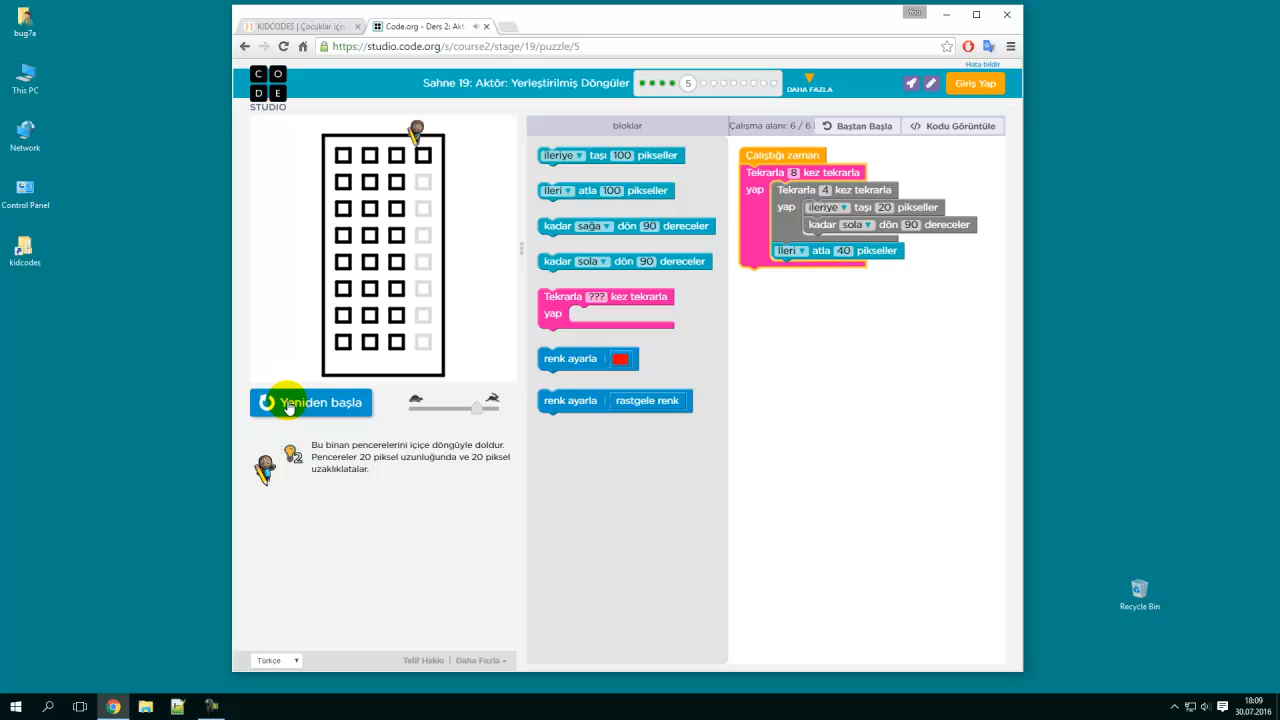 bug7a
This PC
Network
Control Panel
kidcodes
Recycle Bin
KIDCODES | Çocuklar için
Code.org - Ders 2: Akt
You
https://studio.code.org/s/course2/stage/19/puzzle/5
Hata bildir
C O
D E
STUDIO
Sahne 19: Aktör: Yerleştirilmiş Döngüler
5
DAHA FAZLA
Giriş Yap
bloklar
Çalışma alanı: 6 / 6
Baştan Başla
</> Kodu Görüntüle
ileriye taşı 100 pikseller
İleri atla 100 pikseller
kadar sağa dön 90 dereceler
kadar sola dön 90 dereceler
Tekrarla ??? kez tekrarla
yap
renk ayarla
renk ayarla rastgele renk
Çalıştığı zaman
Tekrarla 8 kez tekrarla
yap Tekrarla 4 kez tekrarla
yap ileriye taşı 20 pikseller
kadar sola dön 90 dereceler
İleri atla 40 pikseller
Yeniden başla
2
Bu binan pencerelerini içiçe döngüyle doldur.
Pencereler 20 piksel uzunluğunda ve 20 piksel
uzaklıktalar.
Türkçe
Telif Hakkı | Daha Fazla
18:09
30.07.2016